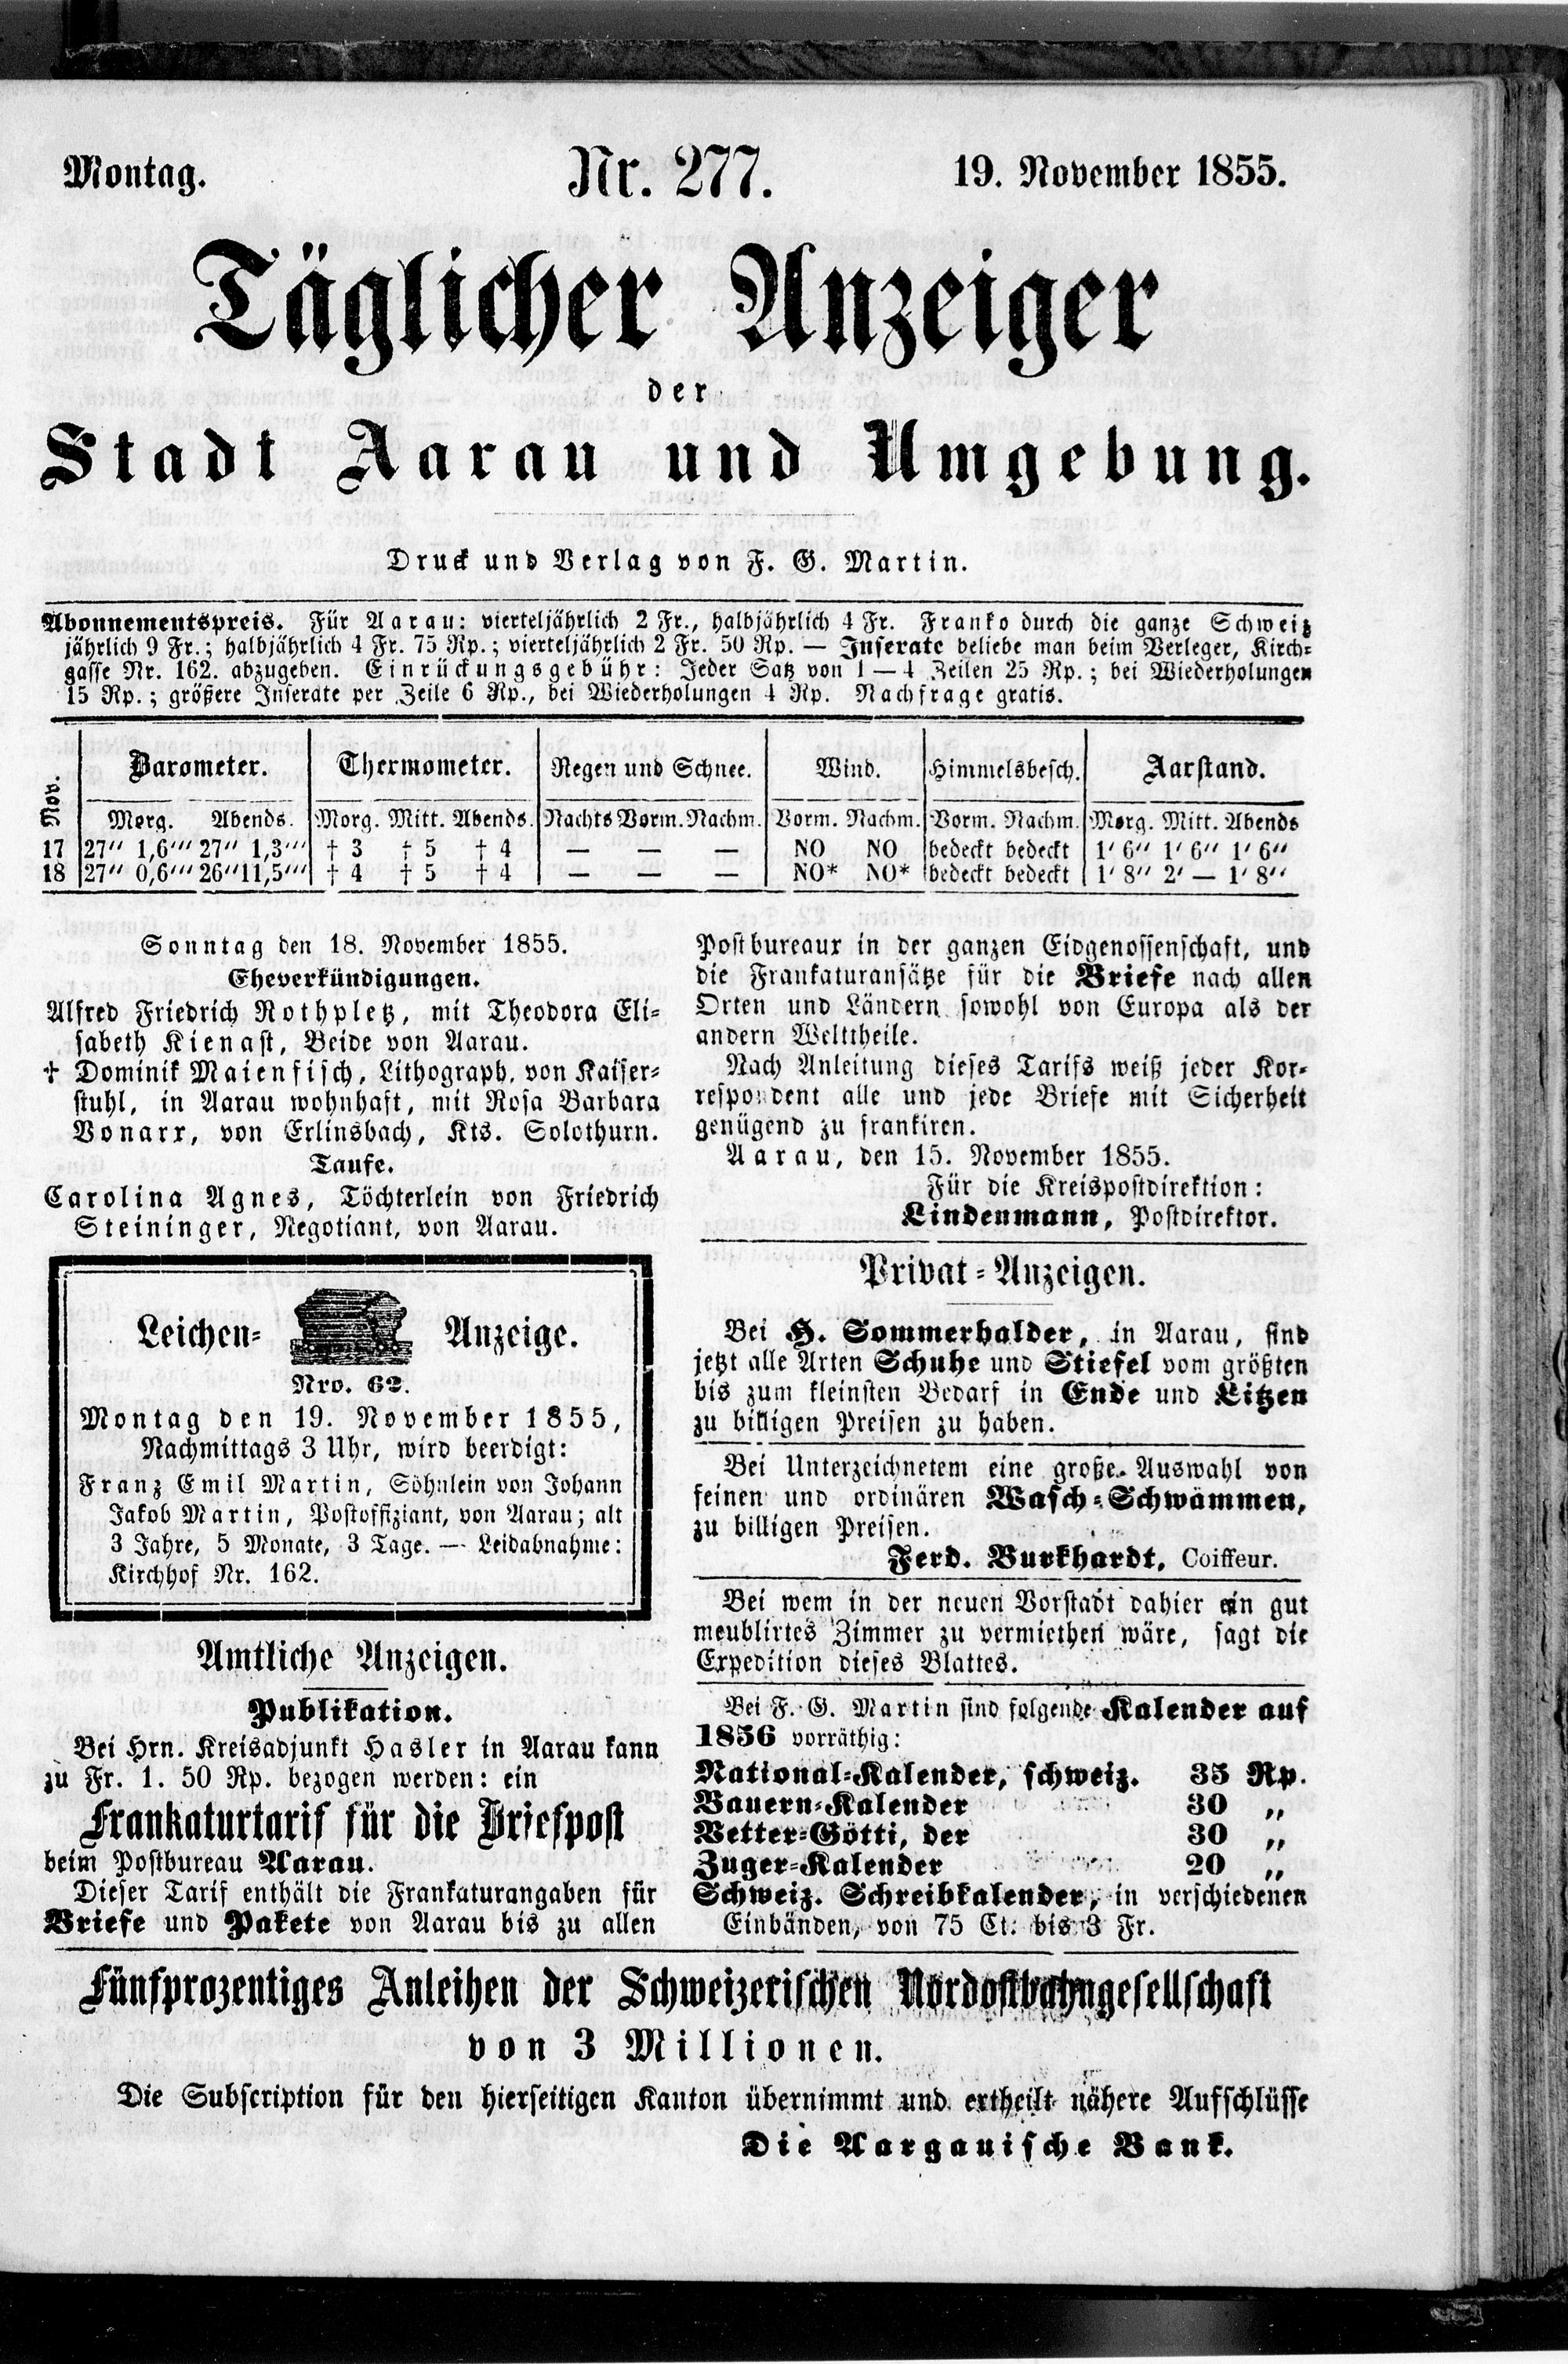 Montag.
Nr. 277.
19. November 1855.
Täglicher Anzeiger
der
Stadt Aarau und Umgebung.
Druck und Verlag von F. G. Martin.
Abonnementspreis. Für Aarau: vierteljährlich 2 Fr., halbjährlich 4 Fr. Franko durch die ganze Schweiz
jährlich 9 Fr.; halbjährlich 4 Fr. 75 Rp.; vierteljährlich 2 Fr. 50 Rp. — Inserate beliebe man beim Verleger, Kirch-
gasse Nr. 162. abzugeben. Einrückungsgebühr: Jeder Satz von 1—4 Zeilen 25 Rp.; bei Wiederholungen
15 Rp.; größere Inserate per Zeile 6 Rp., bei Wiederholungen 4 Rp. Nachfrage gratis.
Nov. Barometer. Thermometer. Regen und Schnee. Wind. Himmelsbesch. Aarstand.
Morg. Abends. Morg. Mitt. Abends. Nachts Vorm. Nachm. Vorm. Nachm. Vorm. Nachm. Morg. Mitt. Abends
17 27'' 1,6''' 27'' 1,3''' † 3 † 5 † 4 — — — NO NO bedeckt bedeckt 1' 6'' 1' 6'' 1' 6''
18 27'' 0,6''' 26'' 11,5''' † 4 † 5 † 4 — — — NO* NO* bedeckt bedeckt 1' 8'' 2' — 1' 8''
Sonntag den 18. November 1855.
Eheverkündigungen.
Alfred Friedrich Rothpletz, mit Theodora Eli-
sabeth Kienast, Beide von Aarau.
† Dominik Maienfisch, Lithograph, von Kaiser-
stuhl, in Aarau wohnhaft, mit Rosa Barbara
Vonarx, von Erlinsbach, Kts. Solothurn.
Taufe.
Carolina Agnes, Töchterlein von Friedrich
Steininger, Negotiant, von Aarau.
Leichen- Anzeige.
Nro. 62.
Montag den 19. November 1855,
Nachmittags 3 Uhr, wird beerdigt:
Franz Emil Martin, Söhnlein von Johann
Jakob Martin, Postoffiziant, von Aarau; alt
3 Jahre, 5 Monate, 3 Tage. — Leidabnahme:
Kirchhof Nr. 162.
Amtliche Anzeigen.
Publikation.
Bei Hrn. Kreisadjunkt Hasler in Aarau kann
zu Fr. 1. 50 Rp. bezogen werden: ein
Frankaturtarif für die Briefpost
beim Postbureau Aarau.
Dieser Tarif enthält die Frankaturangaben für
Briefe und Pakete von Aarau bis zu allen
Postbureaux in der ganzen Eidgenossenschaft, und
die Frankaturansätze für die Briefe nach allen
Orten und Ländern sowohl von Europa als der
andern Welttheile.
Nach Anleitung dieses Tarifs weiß jeder Kor-
respondent alle und jede Briefe mit Sicherheit
genügend zu frankiren.
Aarau, den 15. November 1855.
Für die Kreispostdirektion:
Lindenmann, Postdirektor.
Privat-Anzeigen.
Bei H. Sommerhalder, in Aarau, sind
jetzt alle Arten Schuhe und Stiefel vom größten
bis zum kleinsten Bedarf in Ende und Litzen
zu billigen Preisen zu haben.
Bei Unterzeichnetem eine große Auswahl von
feinen und ordinären Wasch-Schwämmen,
zu billigen Preisen.
Ferd. Burkhardt, Coiffeur.
Bei wem in der neuen Vorstadt dahier ein gut
meublirtes Zimmer zu vermiethen wäre, sagt die
Expedition dieses Blattes.
Bei F. G. Martin sind folgende Kalender auf
1856 vorräthig:
National-Kalender, schweiz. 35 Rp.
Bauern-Kalender 30 „
Vetter-Götti, der 30 „
Zuger-Kalender 20 „
Schweiz. Schreibkalender, in verschiedenen
Einbänden, von 75 Ct. bis 3 Fr.
Fünfprozentiges Anleihen der Schweizerischen Nordostbahngesellschaft
von 3 Millionen.
Die Subscription für den hierseitigen Kanton übernimmt und ertheilt nähere Aufschlüsse
Die Aargauische Bank.